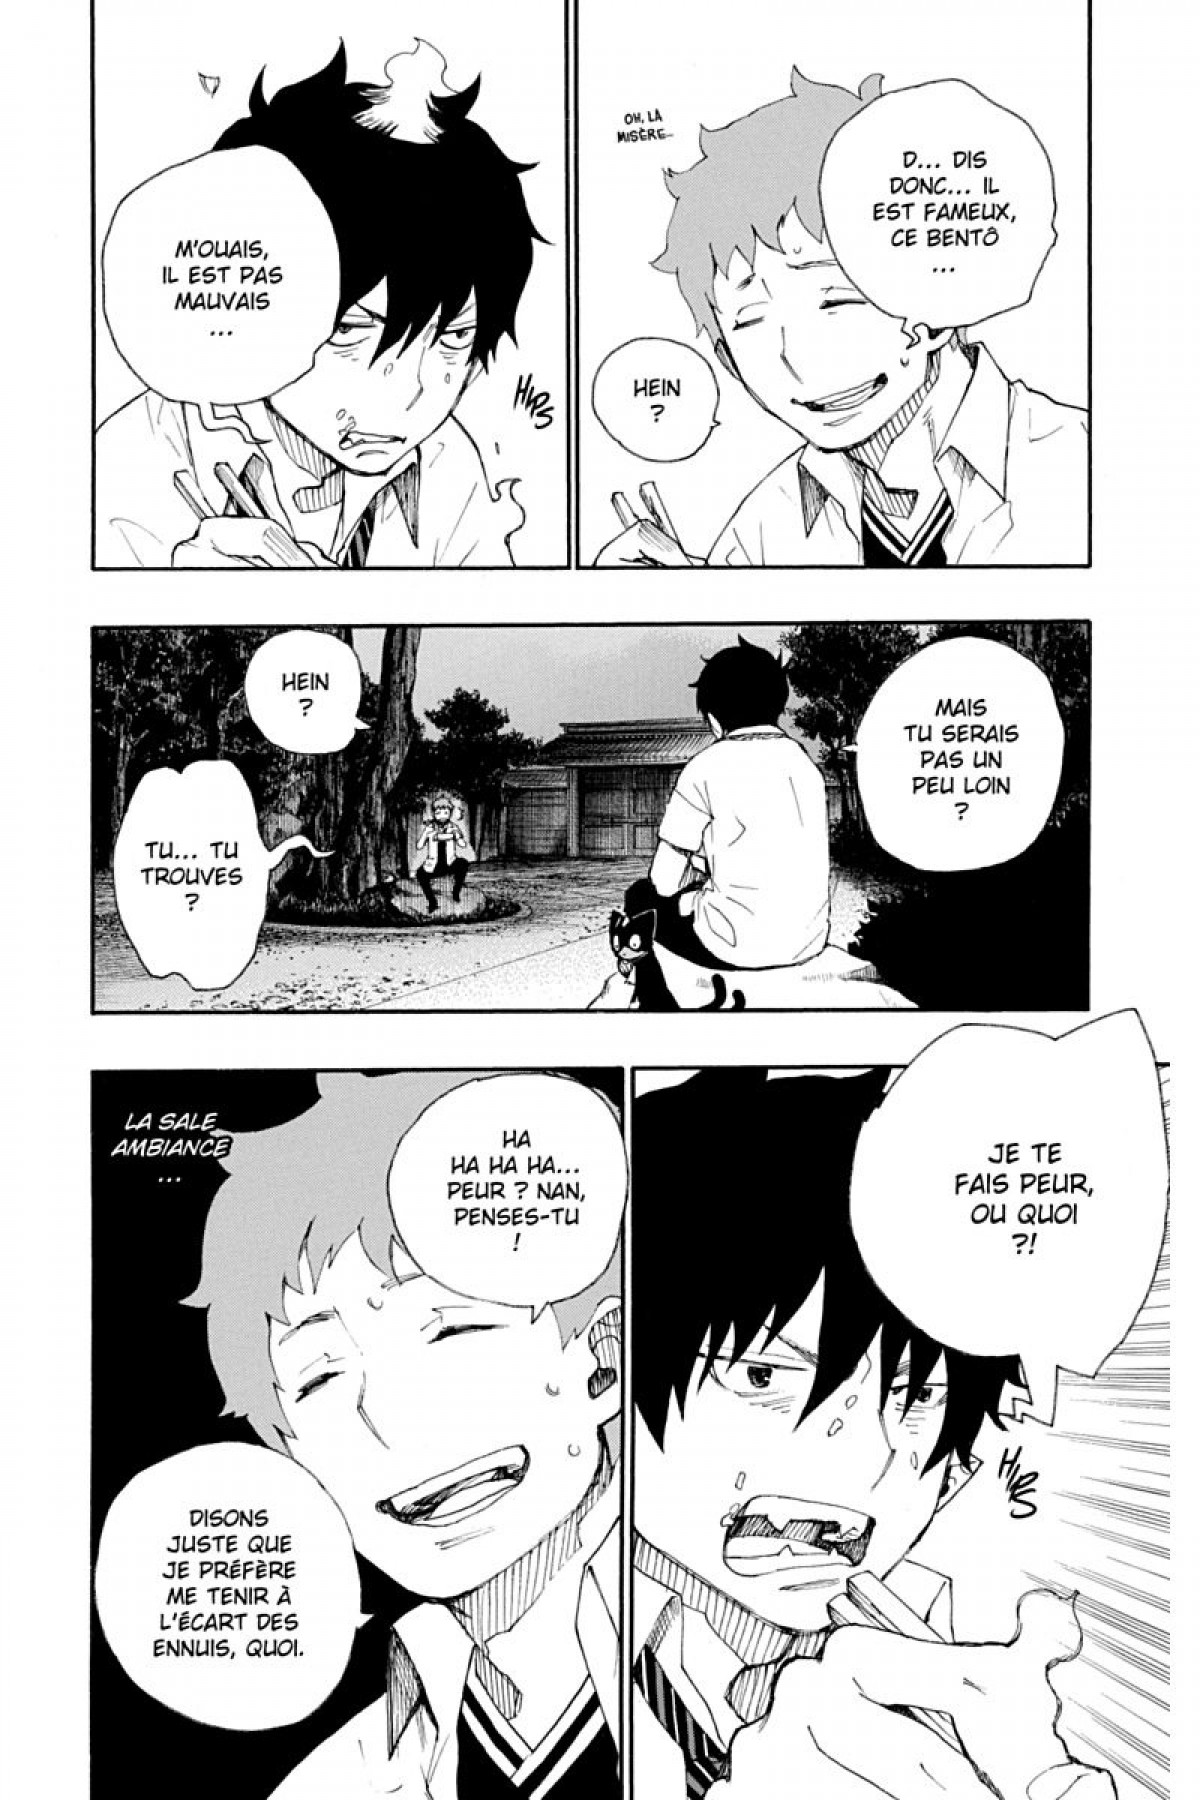 D... DIS
DONC... IL
EST FAMEUX,
CE BENTÔ
...
OH, LA
MISÈRE...
HEIN
?
M'OUAIS,
IL EST PAS
MAUVAIS
...
HIPS
MAIS
TU SERAIS
PAS UN
PEU LOIN
?
HEIN
?
TU... TU
TROUVES
?
JE TE
FAIS PEUR,
OU QUOI
?!
HIPS
HA
HA HA HA...
PEUR ? NAN,
PENSES-TU
!
LA SALE
AMBIANCE
...
DISONS
JUSTE QUE
JE PRÉFÈRE
ME TENIR À
L'ÉCART DES
ENNUIS, QUOI.